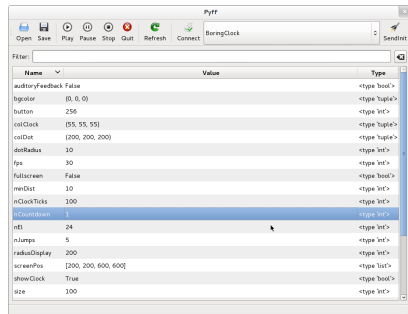 Pyff
Open Save Play Pause Stop Quit Refresh Connect BoringClock SendInit
Filter:
Name Value Type
auditoryFeedback False <type 'bool'>
bgcolor (0, 0, 0) <type 'tuple'>
button 256 <type 'int'>
colClock (55, 55, 55) <type 'tuple'>
colDot (200, 200, 200) <type 'tuple'>
dotRadius 10 <type 'int'>
fps 30 <type 'int'>
fullscreen False <type 'bool'>
minDist 10 <type 'int'>
nClockTicks 100 <type 'int'>
nCountdown 1 <type 'int'>
nEl 24 <type 'int'>
nJumps 5 <type 'int'>
radiusDisplay 200 <type 'int'>
screenPos [200, 200, 600, 600] <type 'list'>
showClock True <type 'bool'>
size 100 <type 'int'>